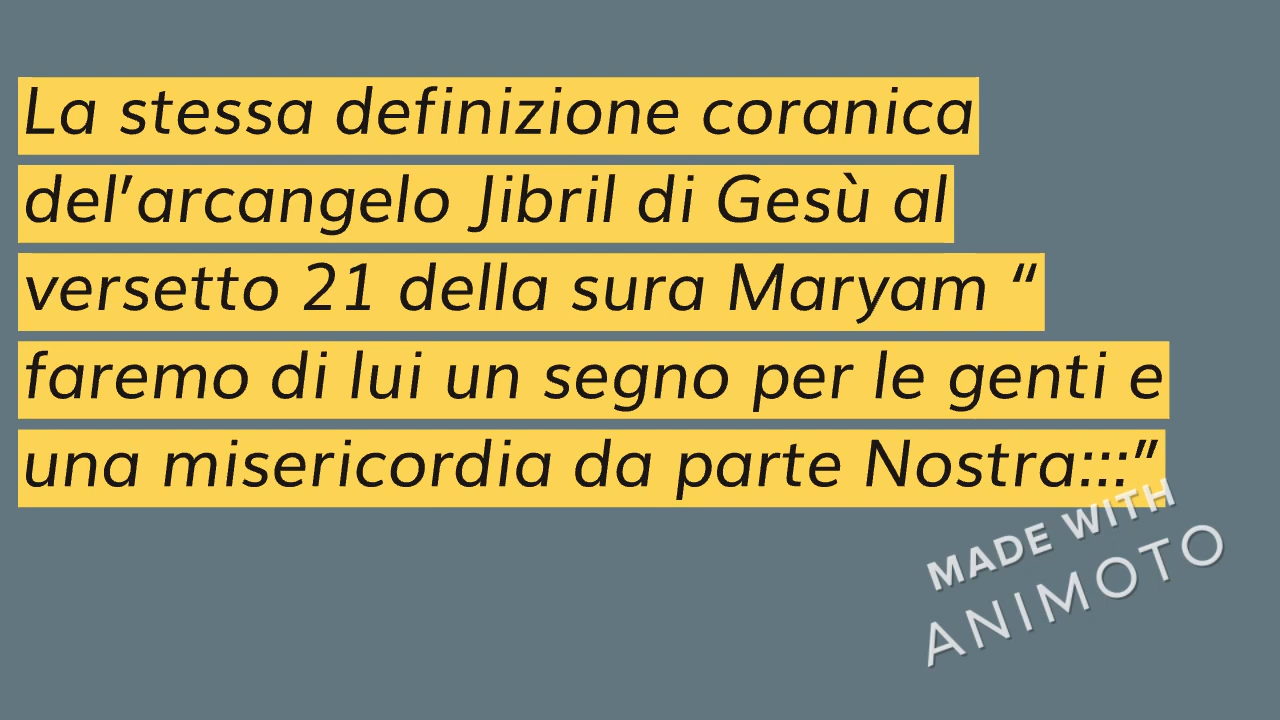 La stessa definizione coranica
del’arcangelo Jibril di Gesù al
versetto 21 della sura Maryam “
faremo di lui un segno per le genti e
una misericordia da parte Nostra:::”
MADE WITH
ANIMOTO